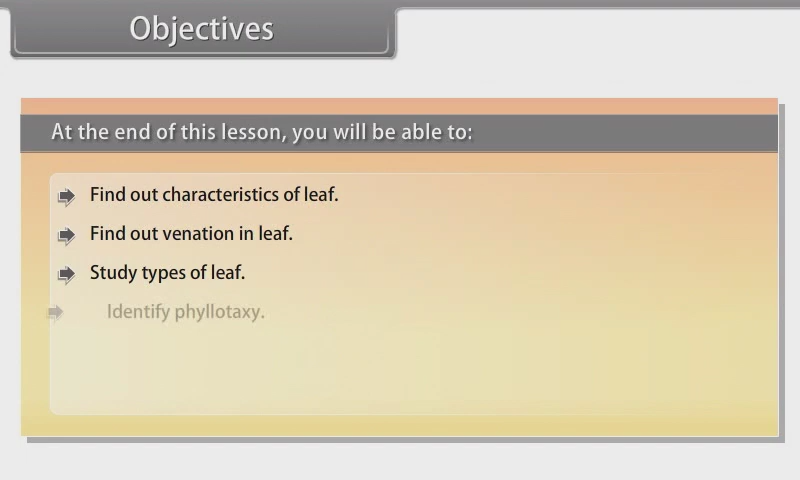 Objectives
At the end of this lesson, you will be able to:
Find out characteristics of leaf.
Find out venation in leaf.
Study types of leaf.
Identify phyllotaxy.